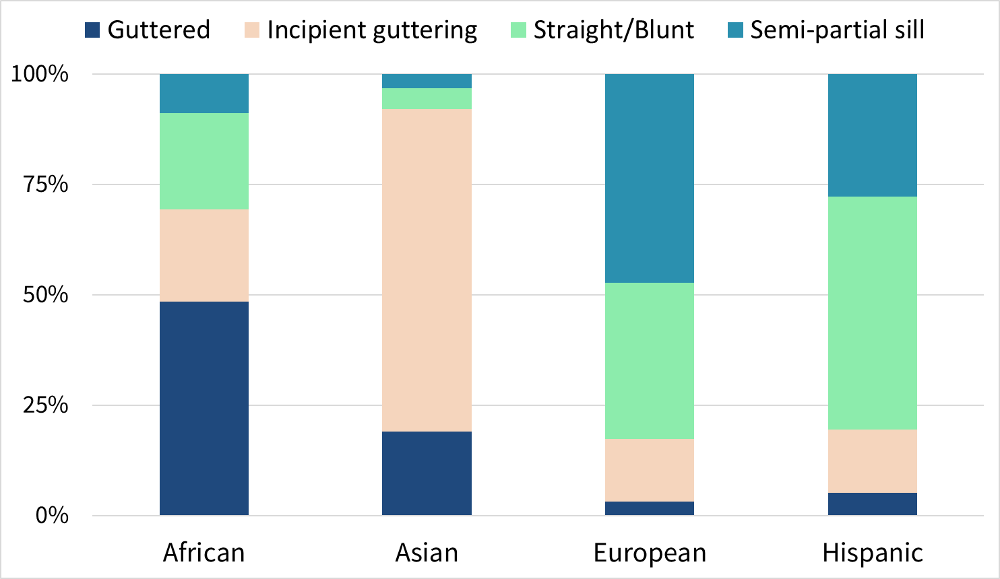 Guttered Incipient guttering Straight/Blunt Semi-partial sill
100%
75%
50%
25%
0%
African Asian European Hispanic